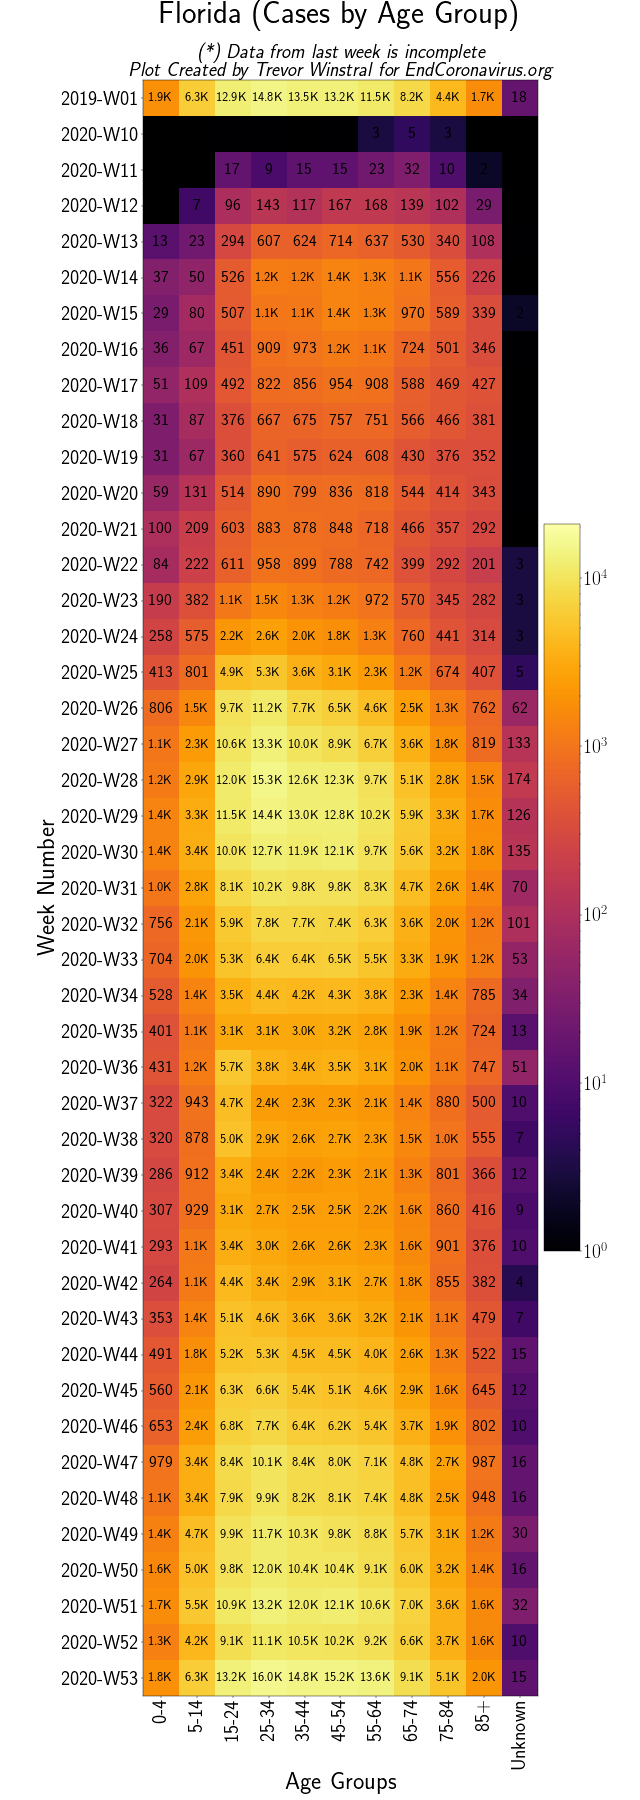 Florida (Cases by Age Group)
(*) Data from last week is incomplete
Plot Created by Trevor Winstral for EndCoronavirus.org
2019-W01 1.9K 6.3K 12.9K 14.8K 13.5K 13.2K 11.5K 8.2K 4.4K 1.7K 18
2020-W10 3 5 3
2020-W11 17 9 15 15 23 32 10 2
2020-W12 7 96 143 117 167 168 139 102 29
2020-W13 13 23 294 607 624 714 637 530 340 108
2020-W14 37 50 526 1.2K 1.2K 1.4K 1.3K 1.1K 556 226
2020-W15 29 80 507 1.1K 1.1K 1.4K 1.3K 970 589 339 2
2020-W16 36 67 451 909 973 1.2K 1.1K 724 501 346
2020-W17 51 109 492 822 856 954 908 588 469 427
2020-W18 31 87 376 667 675 757 751 566 466 381
2020-W19 31 67 360 641 575 624 608 430 376 352
2020-W20 59 131 514 890 799 836 818 544 414 343
2020-W21 100 209 603 883 878 848 718 466 357 292
2020-W22 84 222 611 958 899 788 742 399 292 201 3
2020-W23 190 382 1.1K 1.5K 1.3K 1.2K 972 570 345 282 3
2020-W24 258 575 2.2K 2.6K 2.0K 1.8K 1.3K 760 441 314 3
2020-W25 413 801 4.9K 5.3K 3.6K 3.1K 2.3K 1.2K 674 407 5
2020-W26 806 1.5K 9.7K 11.2K 7.7K 6.5K 4.6K 2.5K 1.3K 762 62
2020-W27 1.1K 2.3K 10.6K 13.3K 10.0K 8.9K 6.7K 3.6K 1.8K 819 133
2020-W28 1.2K 2.9K 12.0K 15.3K 12.6K 12.3K 9.7K 5.1K 2.8K 1.5K 174
2020-W29 1.4K 3.3K 11.5K 14.4K 13.0K 12.8K 10.2K 5.9K 3.3K 1.7K 126
2020-W30 1.4K 3.4K 10.0K 12.7K 11.9K 12.1K 9.7K 5.6K 3.2K 1.8K 135
2020-W31 1.0K 2.8K 8.1K 10.2K 9.8K 9.8K 8.3K 4.7K 2.6K 1.4K 70
2020-W32 756 2.1K 5.9K 7.8K 7.7K 7.4K 6.3K 3.6K 2.0K 1.2K 101
2020-W33 704 2.0K 5.3K 6.4K 6.4K 6.5K 5.5K 3.3K 1.9K 1.2K 53
2020-W34 528 1.4K 3.5K 4.4K 4.2K 4.3K 3.8K 2.3K 1.4K 785 34
2020-W35 401 1.1K 3.1K 3.1K 3.0K 3.2K 2.8K 1.9K 1.2K 724 13
2020-W36 431 1.2K 5.7K 3.8K 3.4K 3.5K 3.1K 2.0K 1.1K 747 51
2020-W37 322 943 4.7K 2.4K 2.3K 2.3K 2.1K 1.4K 880 500 10
2020-W38 320 878 5.0K 2.9K 2.6K 2.7K 2.3K 1.5K 1.0K 555 7
2020-W39 286 912 3.4K 2.4K 2.2K 2.3K 2.1K 1.3K 801 366 12
2020-W40 307 929 3.1K 2.7K 2.5K 2.5K 2.2K 1.6K 860 416 9
2020-W41 293 1.1K 3.4K 3.0K 2.6K 2.6K 2.3K 1.6K 901 376 10
2020-W42 264 1.1K 4.4K 3.4K 2.9K 3.1K 2.7K 1.8K 855 382 4
2020-W43 353 1.4K 5.1K 4.6K 3.6K 3.6K 3.2K 2.1K 1.1K 479 7
2020-W44 491 1.8K 5.2K 5.3K 4.5K 4.5K 4.0K 2.6K 1.3K 522 15
2020-W45 560 2.1K 6.3K 6.6K 5.4K 5.1K 4.6K 2.9K 1.6K 645 12
2020-W46 653 2.4K 6.8K 7.7K 6.4K 6.2K 5.4K 3.7K 1.9K 802 10
2020-W47 979 3.4K 8.4K 10.1K 8.4K 8.0K 7.1K 4.8K 2.7K 987 16
2020-W48 1.1K 3.4K 7.9K 9.9K 8.2K 8.1K 7.4K 4.8K 2.5K 948 16
2020-W49 1.4K 4.7K 9.9K 11.7K 10.3K 9.8K 8.8K 5.7K 3.1K 1.2K 30
2020-W50 1.6K 5.0K 9.8K 12.0K 10.4K 10.4K 9.1K 6.0K 3.2K 1.4K 16
2020-W51 1.7K 5.5K 10.9K 13.2K 12.0K 12.1K 10.6K 7.0K 3.6K 1.6K 32
2020-W52 1.3K 4.2K 9.1K 11.1K 10.5K 10.2K 9.2K 6.6K 3.7K 1.6K 10
2020-W53 1.8K 6.3K 13.2K 16.0K 14.8K 15.2K 13.6K 9.1K 5.1K 2.0K 15
0-4 5-14 15-24 25-34 35-44 45-54 55-64 65-74 75-84 85+ Unknown
Age Groups
Week Number
10⁴
10³
10²
10¹
10⁰